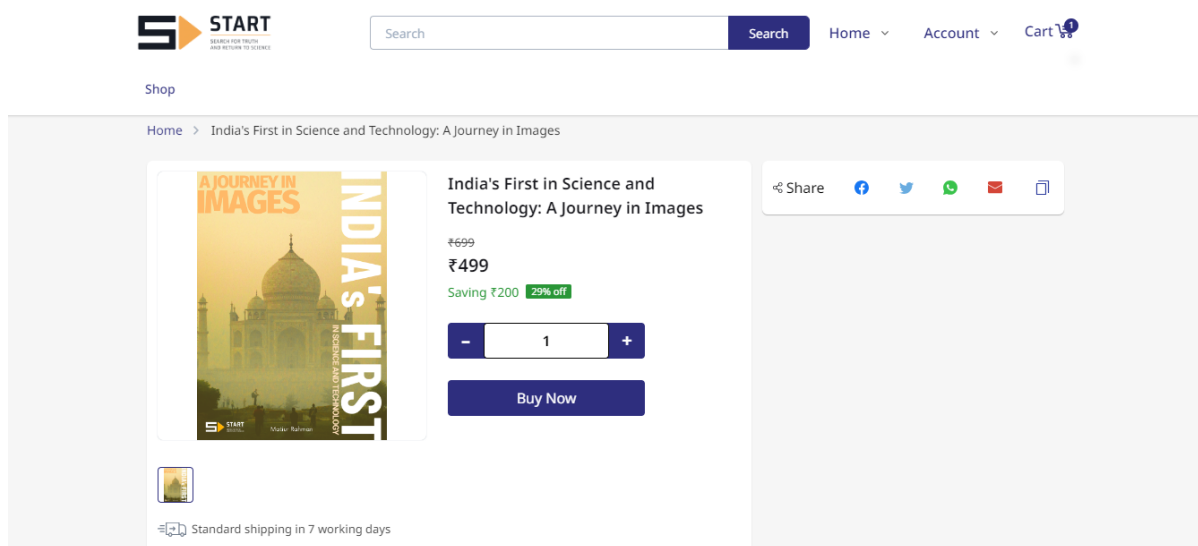 START
SEARCH FOR TRUTH
AND RETURN TO SCIENCE
Search
Search
Home
Account
Cart
1
Shop
Home > India's First in Science and Technology: A Journey in Images
A JOURNEY IN
IMAGES
INDIA's FIRST
IN SCIENCE AND TECHNOLOGY
START
Matiur Rahman
India's First in Science and
Technology: A Journey in Images
₹699
₹499
Saving ₹200 29% off
- 1 +
Buy Now
Share
Standard shipping in 7 working days